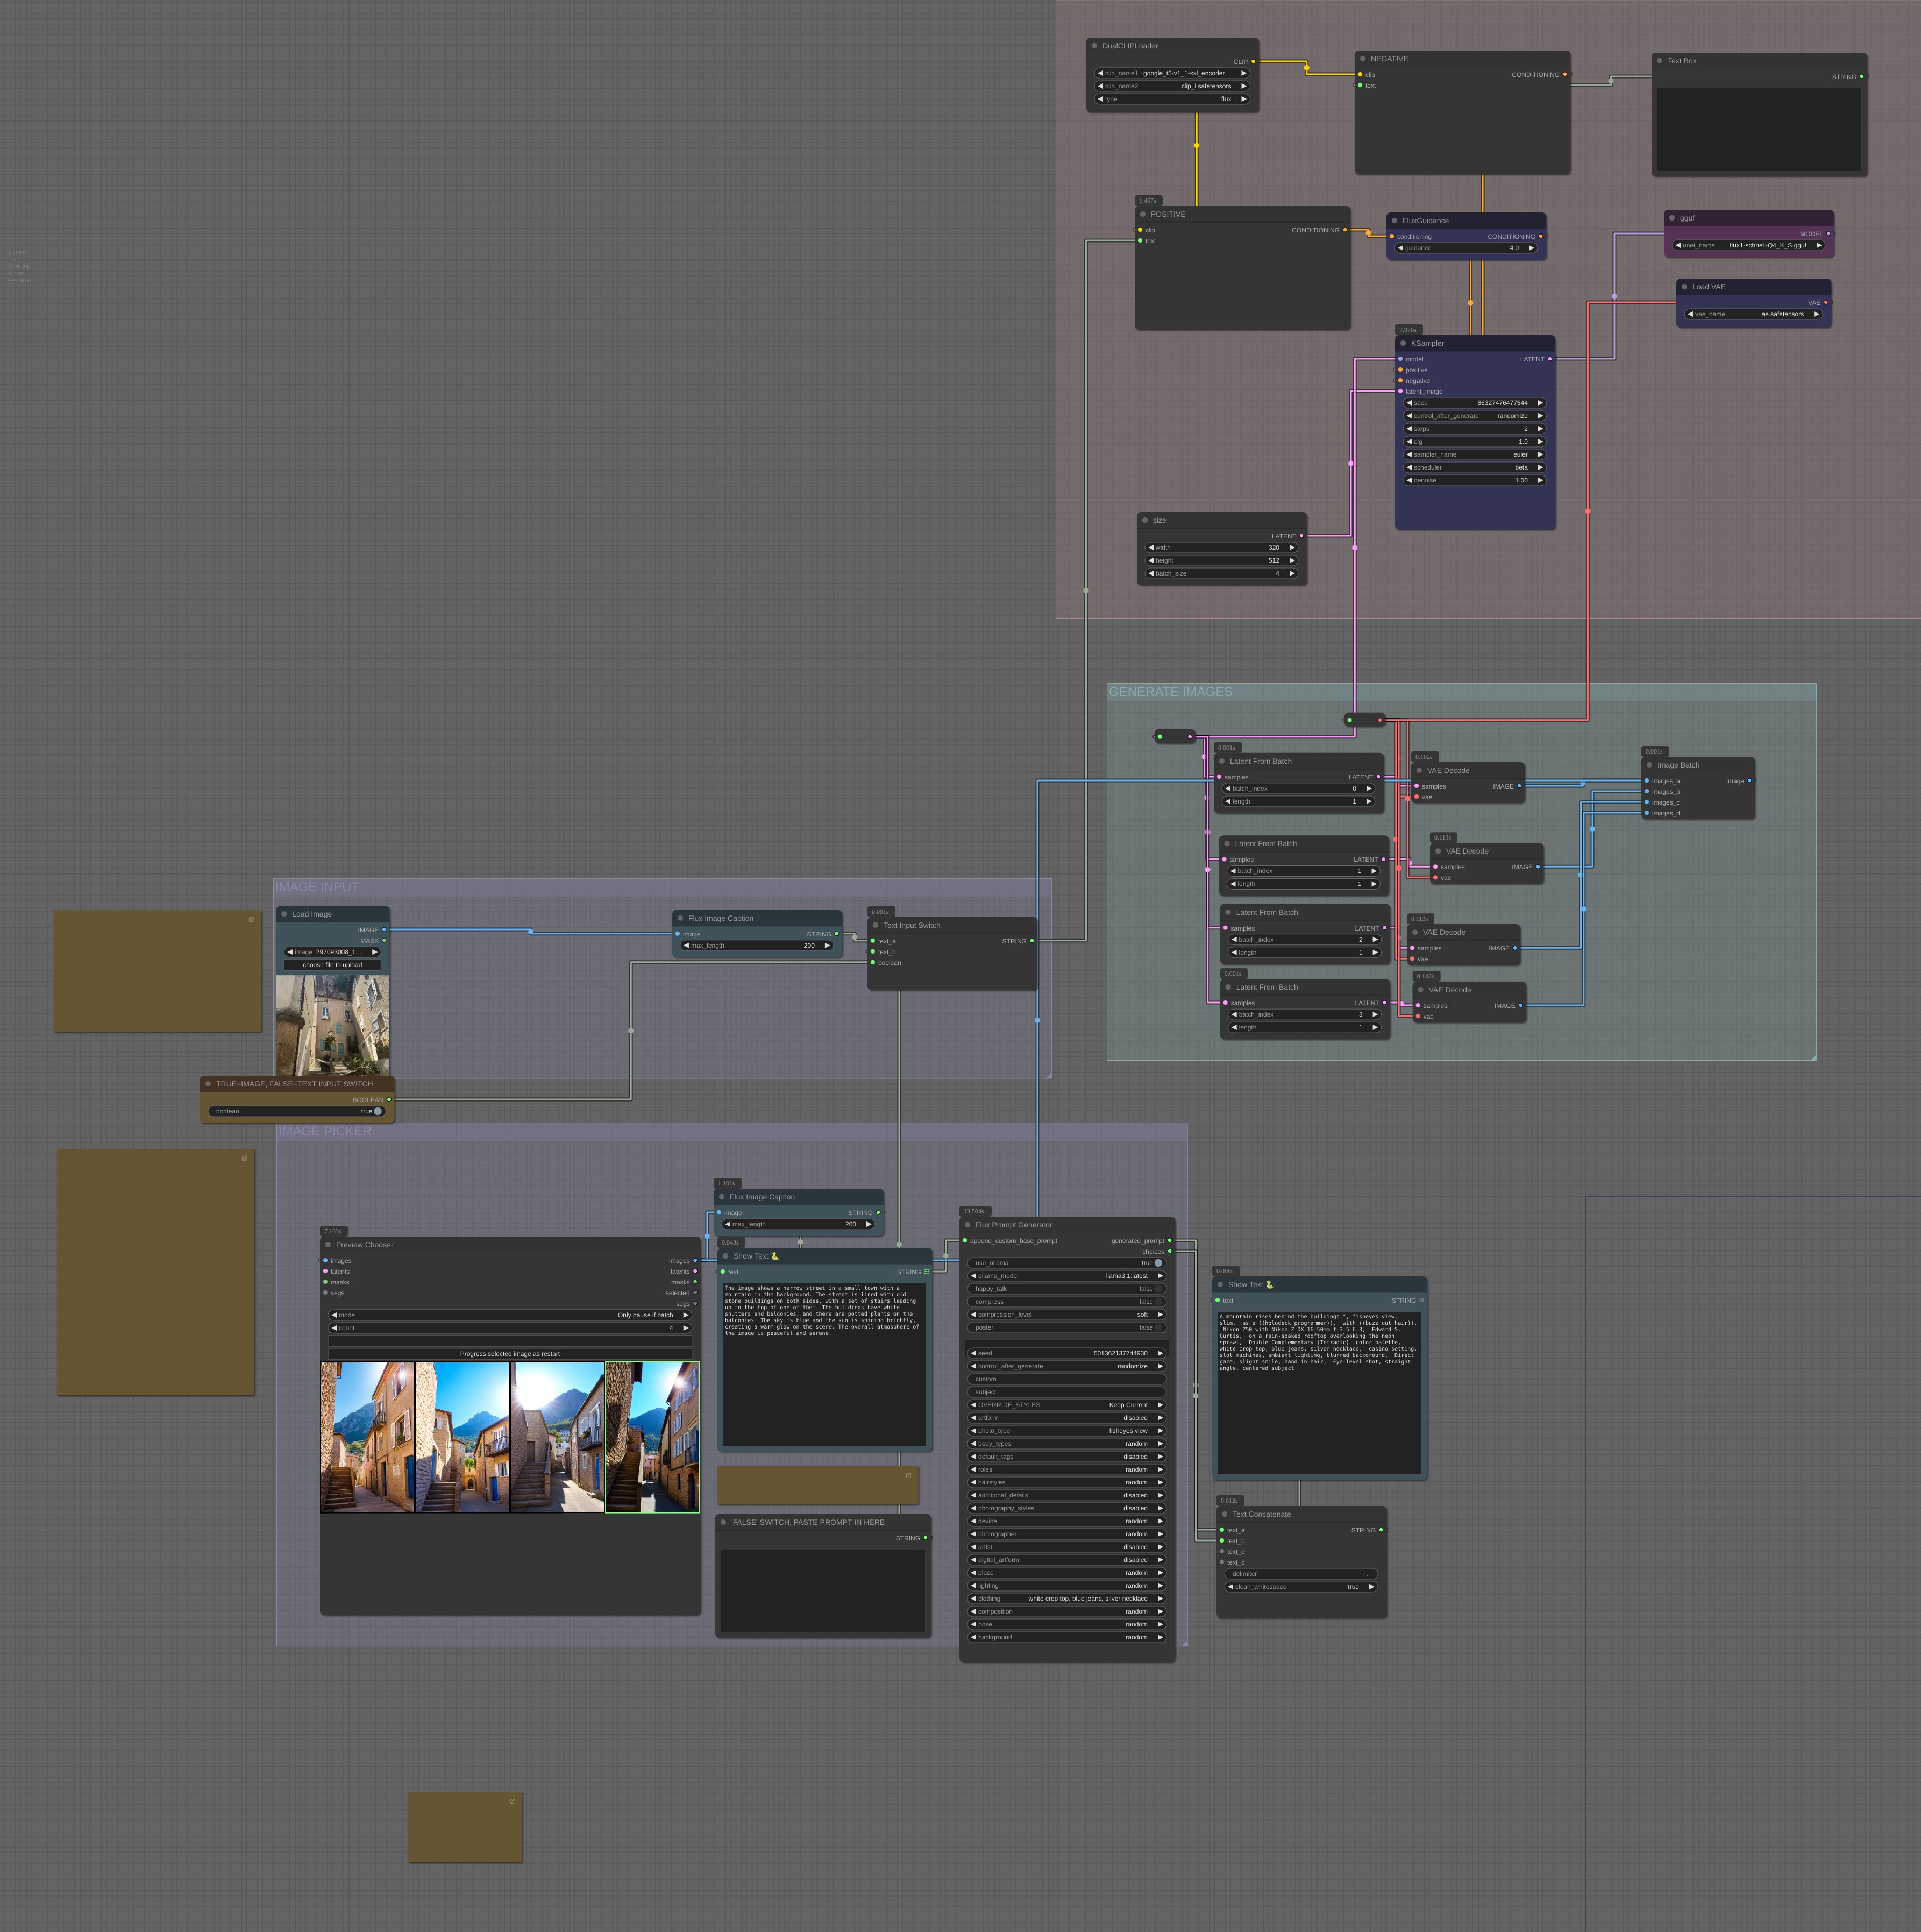 DualCLIPLoader
CLIP
clip_name1 google_t5-v1_1-xxl_encoder...
clip_name2 clip_l.safetensors
type flux
NEGATIVE
clip CONDITIONING
text
Text Box
STRING
1.457s
POSITIVE
clip CONDITIONING
text
FluxGuidance
conditioning CONDITIONING
guidance 4.0
gguf
MODEL
unet_name flux1-schnell-Q4_K_S.gguf
Load VAE
VAE
vae_name ae.safetensors
7.970s
KSampler
model LATENT
positive
negative
latent_image
seed 86327476477544
control_after_generate randomize
steps 2
cfg 1.0
sampler_name euler
scheduler beta
denoise 1.00
size
LATENT
width 320
height 512
batch_size 4
GENERATE IMAGES
0.001s
Latent From Batch
samples LATENT
batch_index 0
length 1
0.102s
VAE Decode
samples IMAGE
vae
0.001s
Image Batch
images_a image
images_b
images_c
images_d
Latent From Batch
samples LATENT
batch_index 1
length 1
0.113s
VAE Decode
samples IMAGE
vae
Latent From Batch
samples LATENT
batch_index 2
length 1
0.113s
VAE Decode
samples IMAGE
vae
0.001s
Latent From Batch
samples LATENT
batch_index 3
length 1
0.143s
VAE Decode
samples IMAGE
vae
IMAGE INPUT
Load Image
IMAGE
MASK
image 297093008_1...
choose file to upload
Flux Image Caption
image STRING
max_length 200
0.001s
Text Input Switch
text_a STRING
text_b
boolean
TRUE=IMAGE, FALSE=TEXT INPUT SWITCH
BOOLEAN
boolean true
IMAGE PICKER
7.163s
Preview Chooser
images images
latents latents
masks masks
segs selected
segs
mode Only pause if batch
count 4
Progress selected image as restart
1.101s
Flux Image Caption
image STRING
max_length 200
0.043s
Show Text 🐍
text STRING
The image shows a narrow street in a small town with a
mountain in the background. The street is lined with old
stone buildings on both sides, with a set of stairs leading
up to the top of one of them. The buildings have white
shutters and balconies, and there are potted plants on the
balconies. The sky is blue and the sun is shining brightly,
creating a warm glow on the scene. The overall atmosphere of
the image is peaceful and serene.
'FALSE' SWITCH, PASTE PROMPT IN HERE
STRING
13.504s
Flux Prompt Generator
append_custom_base_prompt generated_prompt
choices
use_ollama true
ollama_model llama3.1:latest
happy_talk false
compress false
compression_level soft
poster false
seed 501362137744930
control_after_generate randomize
custom
subject
OVERRIDE_STYLES Keep Current
artform disabled
photo_type fisheyes view
body_types random
default_tags disabled
roles random
hairstyles random
additional_details disabled
photography_styles disabled
device random
photographer random
artist disabled
digital_artform disabled
place random
lighting random
clothing white crop top, blue jeans, silver necklace
composition random
pose random
background random
0.006s
Show Text 🐍
text STRING
A mountain rises behind the buildings.", fisheyes view,
slim, as a ((holodeck programmer)), with ((buzz cut hair)),
Nikon Z50 with Nikon Z DX 16-50mm f-3.5-6.3, Edward S.
Curtis, on a rain-soaked rooftop overlooking the neon
sprawl, Double Complementary (Tetradic) color palette,
white crop top, blue jeans, silver necklace, casino setting,
slot machines, ambient lighting, blurred background, Direct
gaze, slight smile, hand in hair, Eye-level shot, straight
angle, centered subject
0.012s
Text Concatenate
text_a STRING
text_b
text_c
text_d
delimiter ,
clean_whitespace true